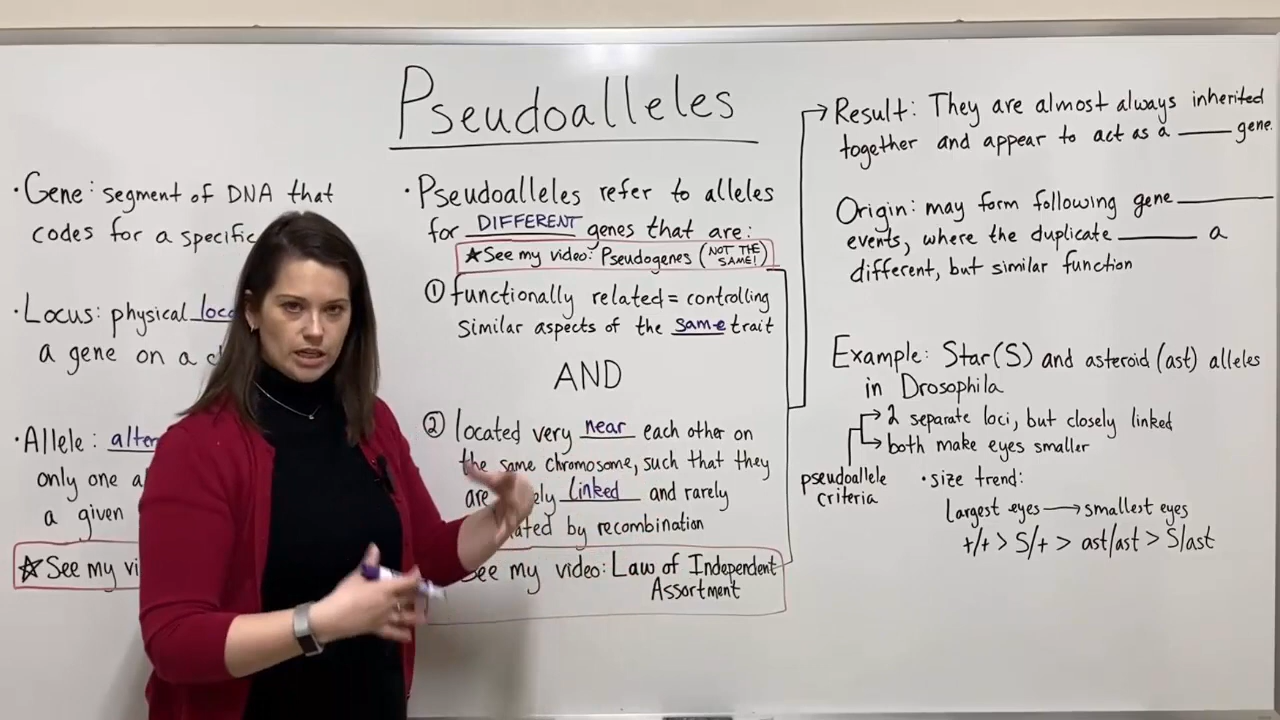 Pseudoalleles
• Gene: segment of DNA that
codes for a specific
• Locus: physical
a gene on a
• Allele:
only one
a given
★See my
• Pseudoalleles refer to alleles
for DIFFERENT genes that are:
★See my video: Pseudogenes (NOT THE
SAME!)
① functionally related = controlling
similar aspects of the same trait
AND
② located very near each other on
the same chromosome, such that they
are linked and rarely
by recombination
See my video: Law of Independent
Assortment
Result: They are almost always inherited
together and appear to act as a ____ gene.
Origin: may form following gene ____
events, where the duplicate ____ a
different, but similar function
Example: Star(S) and asteroid (ast) alleles
in Drosophila
→ 2 separate loci, but closely linked
→ both make eyes smaller
pseudoallele
criteria
• size trend:
Largest eyes → smallest eyes
+/+ > S/+ > ast/ast > S/ast